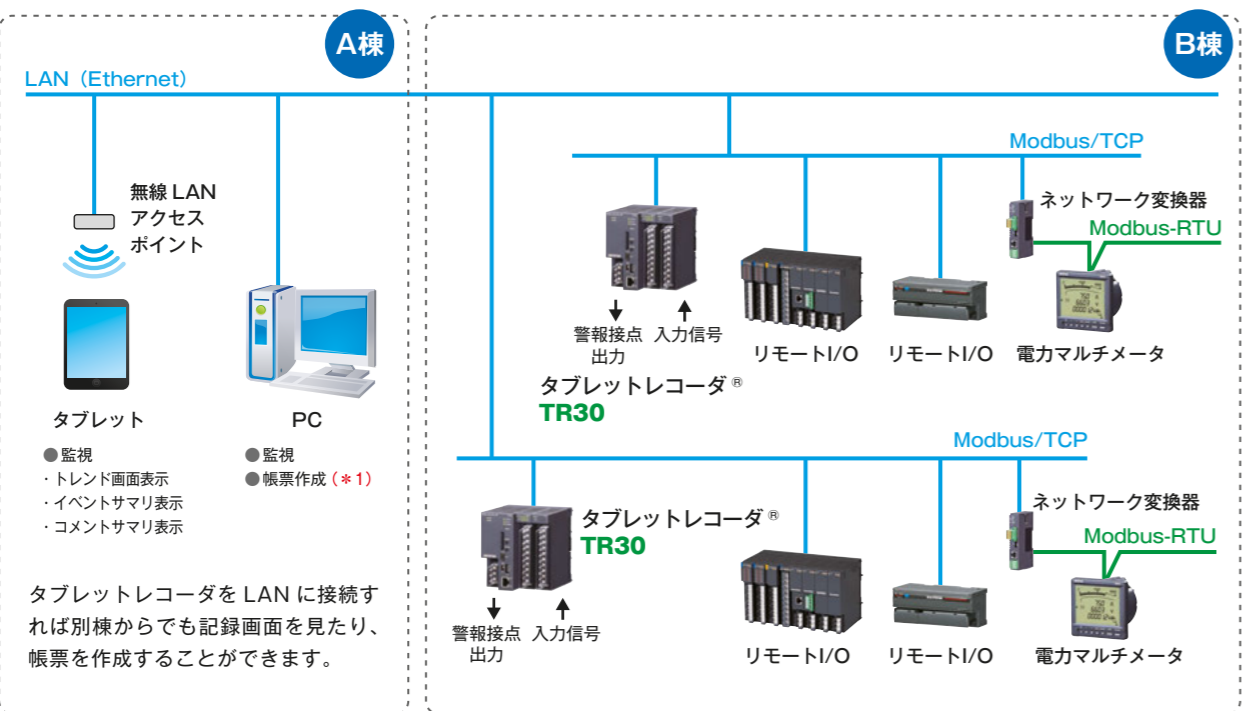 A棟
LAN（Ethernet）
無線 LAN
アクセス
ポイント
タブレット
●監視
・トレンド画面表示
・イベントサマリ表示
・コメントサマリ表示
PC
●監視
●帳票作成（＊1）
タブレットレコーダを LAN に接続す
れば別棟からでも記録画面を見たり、
帳票を作成することができます。
B棟
Modbus/TCP
ネットワーク変換器
Modbus-RTU
警報接点
出力
入力信号
タブレットレコーダ®
TR30
リモートI/O
リモートI/O
電力マルチメータ
Modbus/TCP
ネットワーク変換器
Modbus-RTU
タブレットレコーダ®
TR30
警報接点
出力
入力信号
リモートI/O
リモートI/O
電力マルチメータ